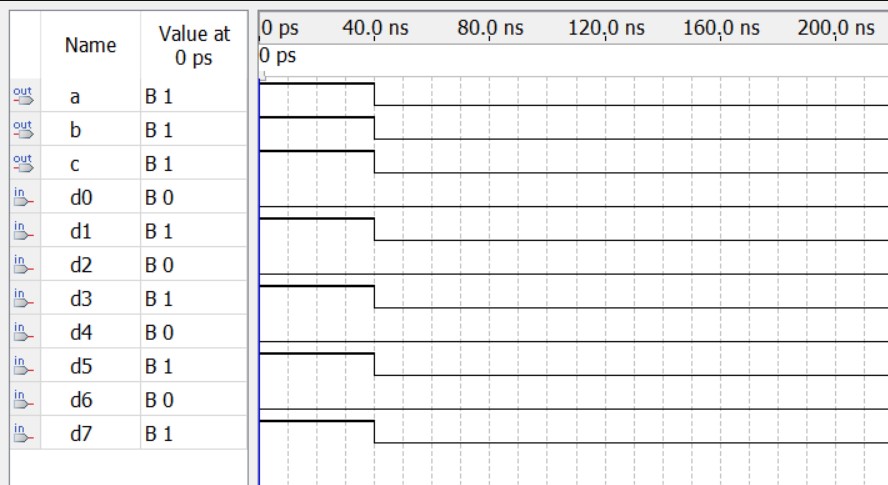 Name Value at 0 ps 0 ps 40.0 ns 80.0 ns 120.0 ns 160.0 ns 200.0 ns
0 ps
out a B 1
out b B 1
out c B 1
in d0 B 0
in d1 B 1
in d2 B 0
in d3 B 1
in d4 B 0
in d5 B 1
in d6 B 0
in d7 B 1